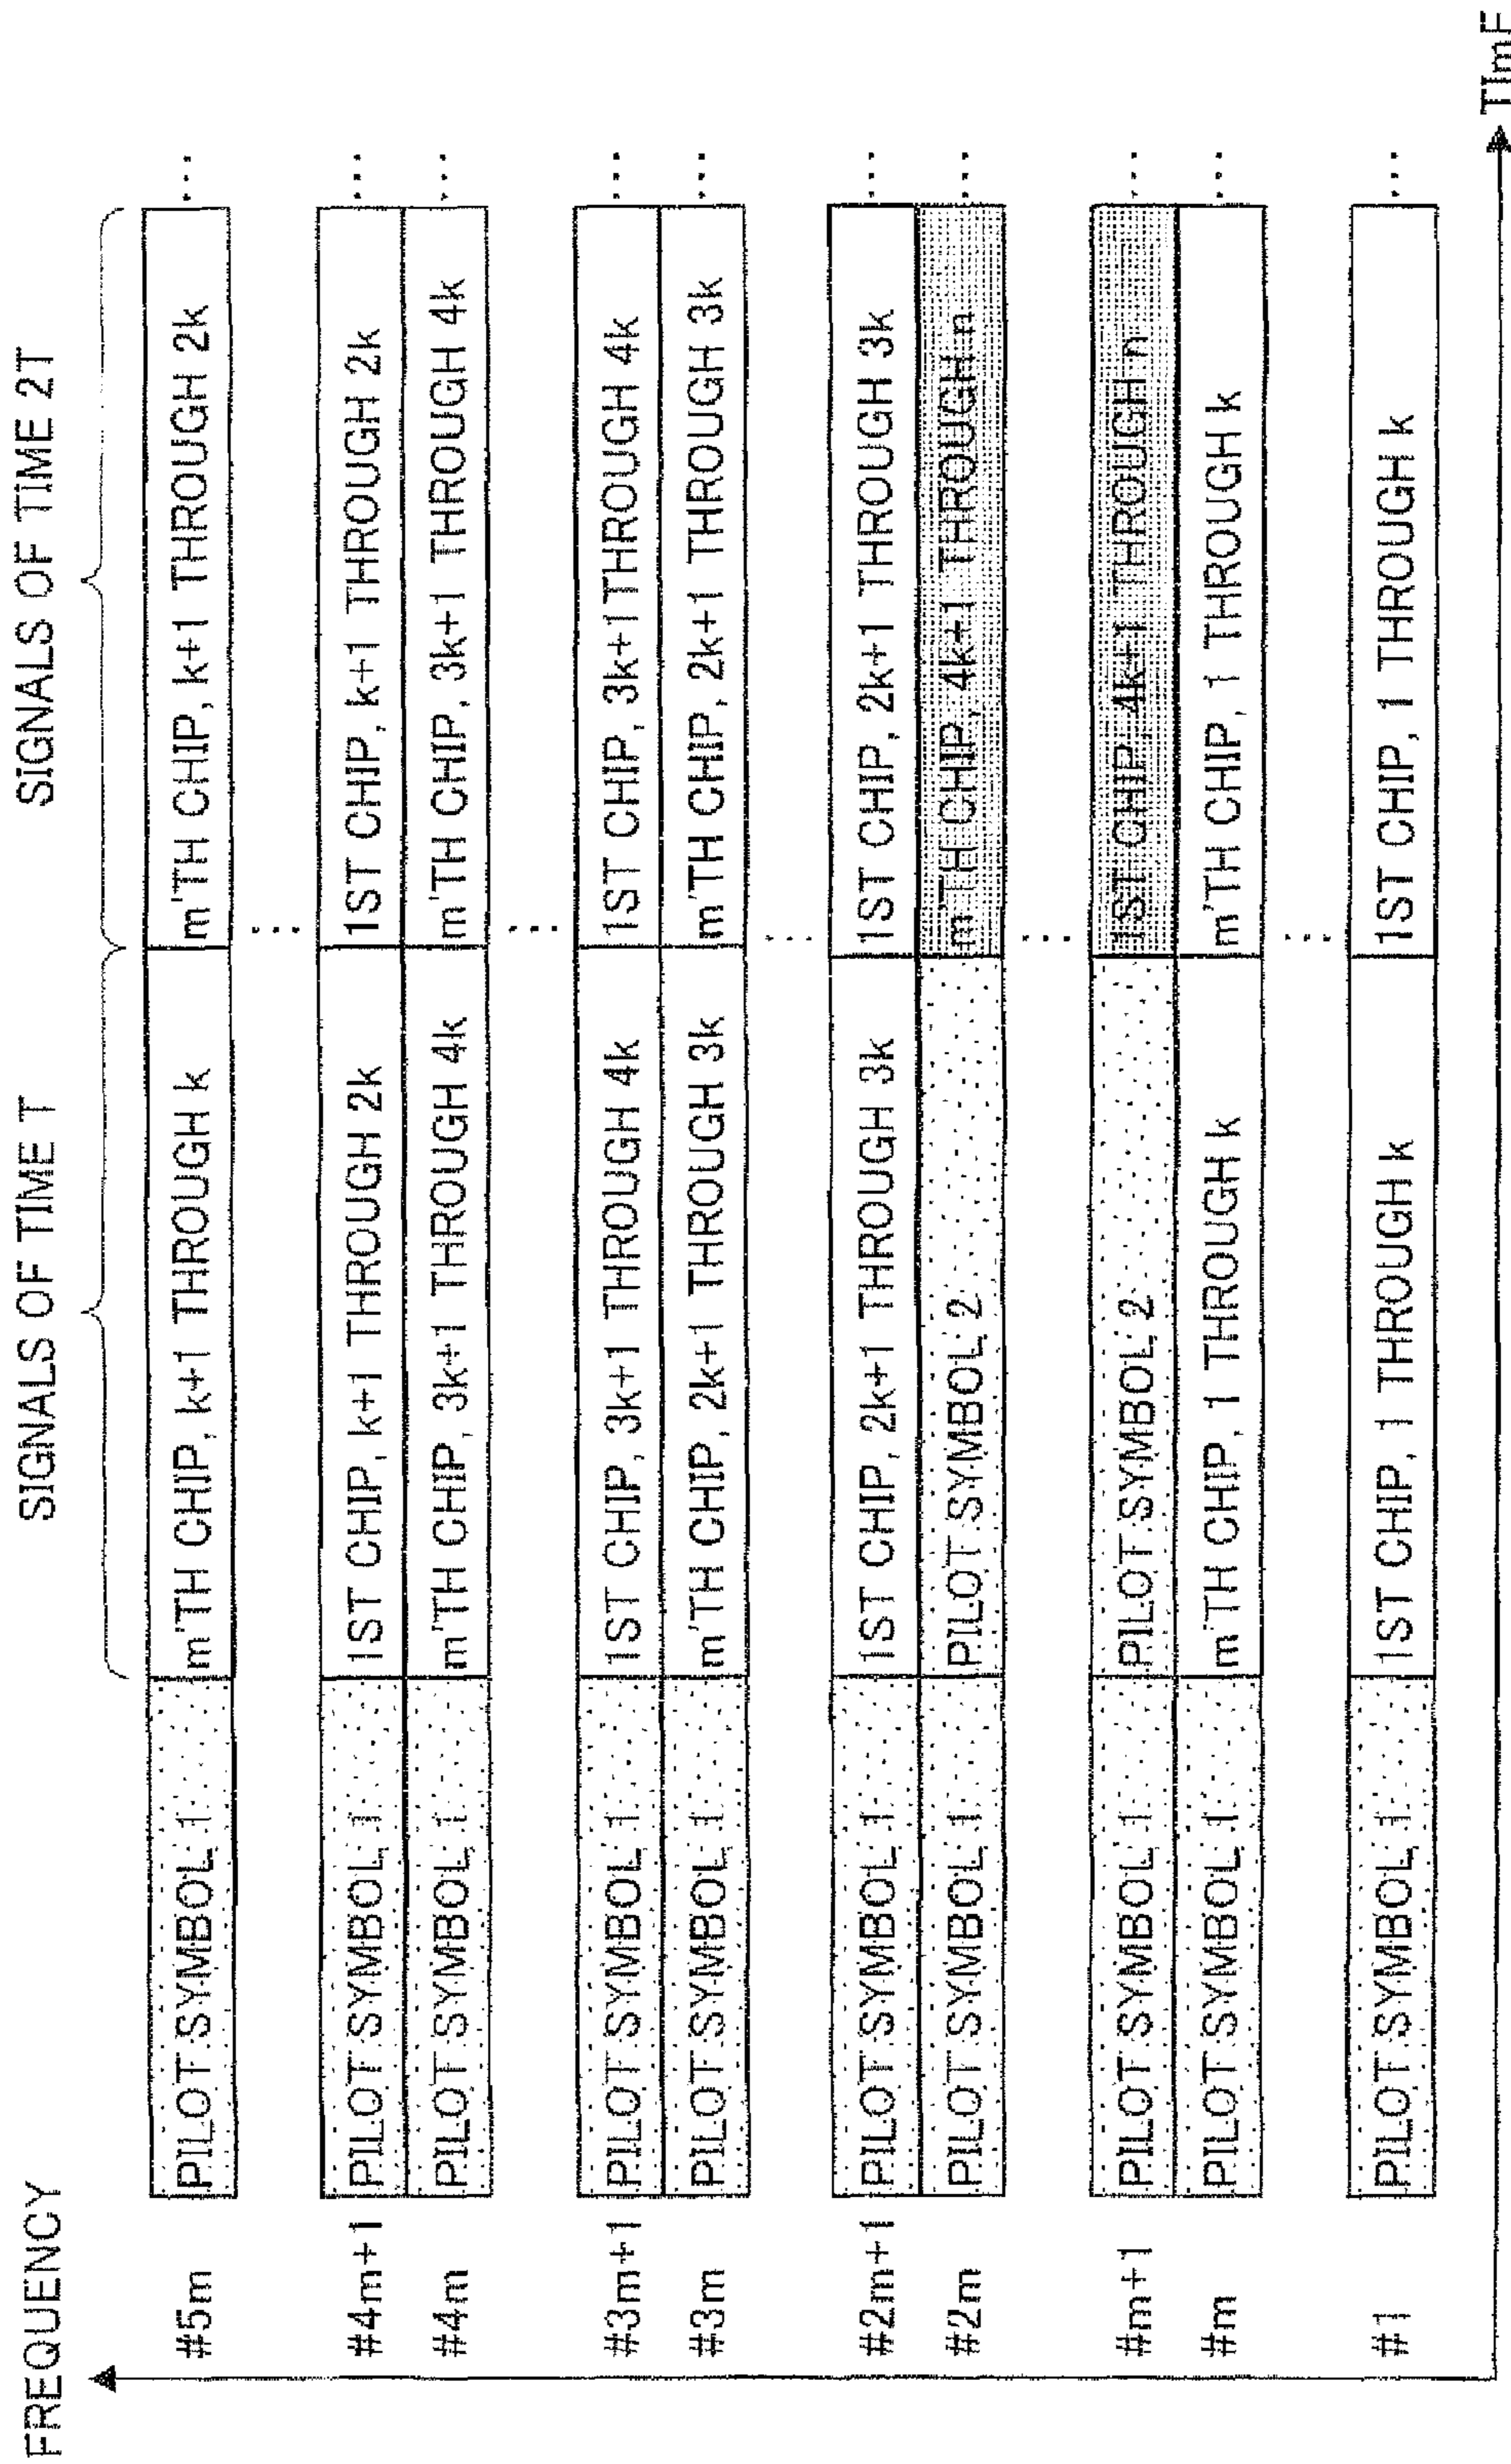 FREQUENCY
SIGNALS OF TIME T
SIGNALS OF TIME 2T
#5m PILOT SYMBOL 1 m'TH CHIP, k+1 THROUGH k m'TH CHIP, k+1 THROUGH 2k ...
#4m+1 PILOT SYMBOL 1 1ST CHIP, k+1 THROUGH 2k 1ST CHIP, k+1 THROUGH 2k ...
#4m PILOT SYMBOL 1 m'TH CHIP, 3k+1 THROUGH 4k m'TH CHIP, 3k+1 THROUGH 4k ...
#3m+1 PILOT SYMBOL 1 1ST CHIP, 3k+1 THROUGH 4k 1ST CHIP, 3k+1 THROUGH 4k ...
#3m PILOT SYMBOL 1 m'TH CHIP, 2k+1 THROUGH 3k m'TH CHIP, 2k+1 THROUGH 3k ...
#2m+1 PILOT SYMBOL 1 1ST CHIP, 2k+1 THROUGH 3k 1ST CHIP, 2k+1 THROUGH 3k ...
#2m PILOT SYMBOL 1 PILOT SYMBOL 2 m'TH CHIP, 4k+1 THROUGH n ...
#m+1 PILOT SYMBOL 1 PILOT SYMBOL 2 1ST CHIP, 4k+1 THROUGH n ...
#m PILOT SYMBOL 1 m'TH CHIP, 1 THROUGH k m'TH CHIP, 1 THROUGH k ...
#1 PILOT SYMBOL 1 1ST CHIP, 1 THROUGH k 1ST CHIP, 1 THROUGH k ...
TImF